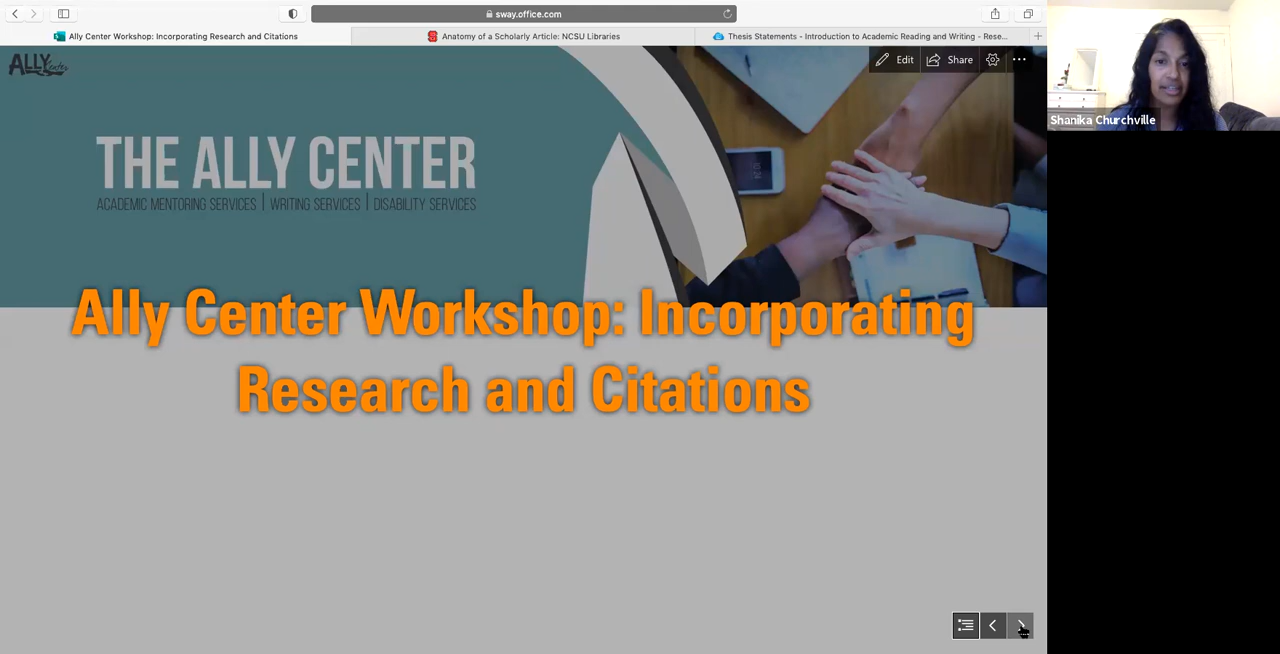 sway.office.com
Ally Center Workshop: Incorporating Research and Citations
Anatomy of a Scholarly Article: NCSU Libraries
Thesis Statements - Introduction to Academic Reading and Writing - Rese...
ALLY
Edit
Share
THE ALLY CENTER
ACADEMIC MENTORING SERVICES | WRITING SERVICES | DISABILITY SERVICES
Ally Center Workshop: Incorporating
Research and Citations
Shanika Churchville